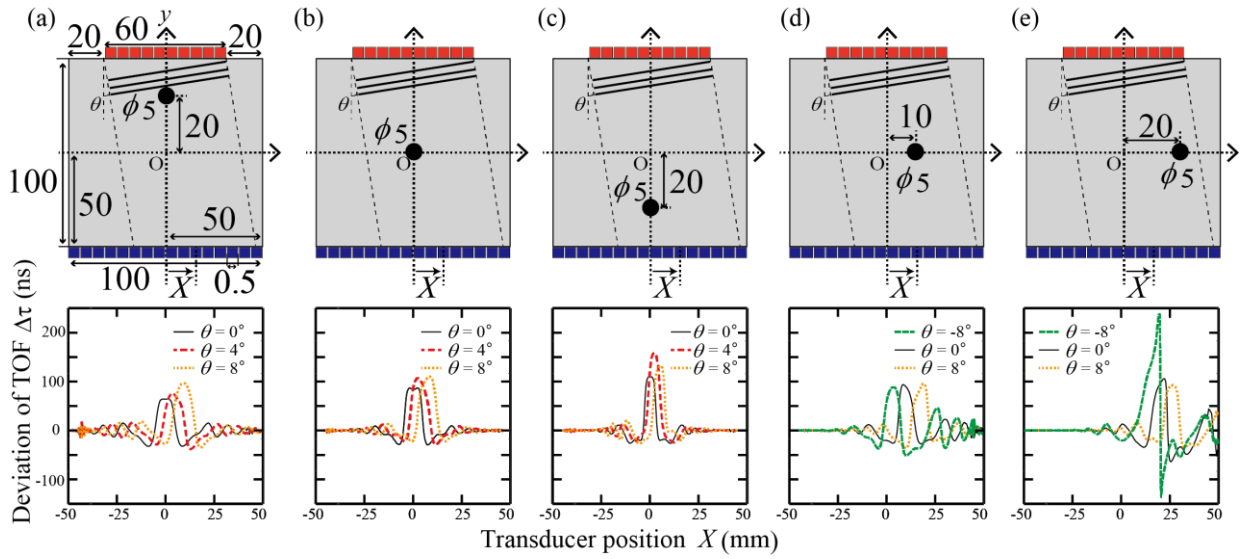 (a)
20
60
20
y
θ
ϕ5
20
O
100
50
50
100
X
0.5
(b)
θ
ϕ5
O
X
(c)
θ
O
ϕ5
20
X
(d)
θ
10
O
ϕ5
X
(e)
θ
20
O
ϕ5
X
Deviation of TOF Δτ (ns)
200
100
0
-100
θ = 0°
θ = 4°
θ = 8°
-50 -25 0 25 50
θ = 0°
θ = 4°
θ = 8°
-50 -25 0 25 50
θ = 0°
θ = 4°
θ = 8°
-50 -25 0 25 50
θ = -8°
θ = 0°
θ = 8°
-50 -25 0 25 50
θ = -8°
θ = 0°
θ = 8°
-50 -25 0 25 50
Transducer position X (mm)